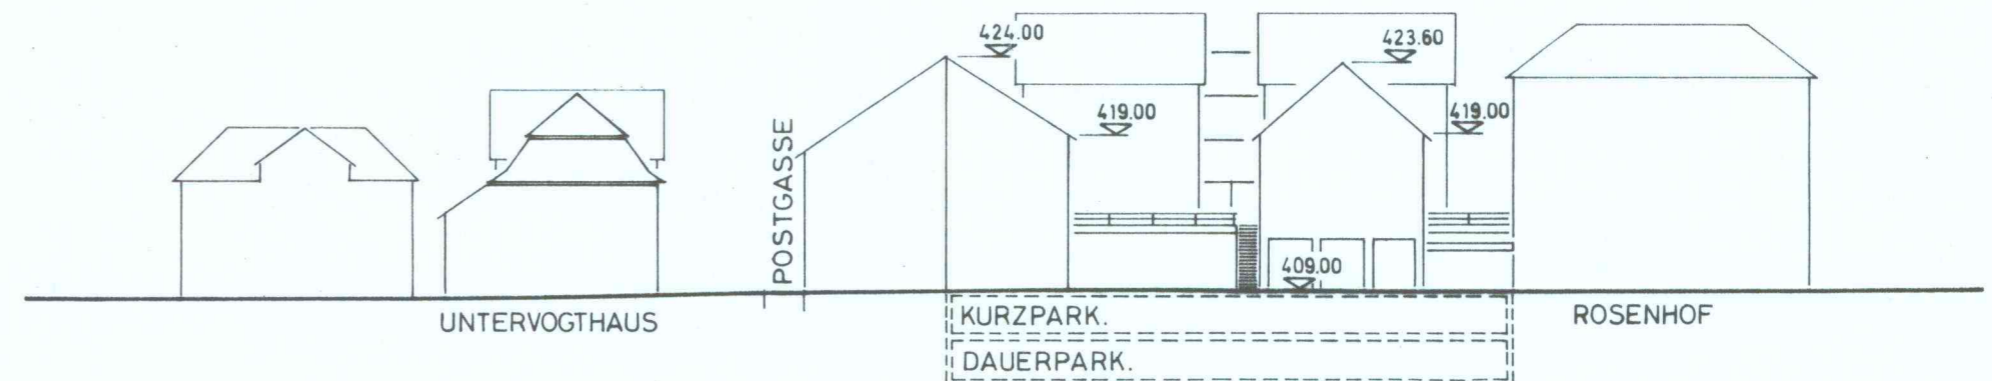 424.00
423.60
419.00
419.00
POSTGASSE
409.00
UNTERVOGTHAUS
KURZPARK.
ROSENHOF
DAUERPARK.